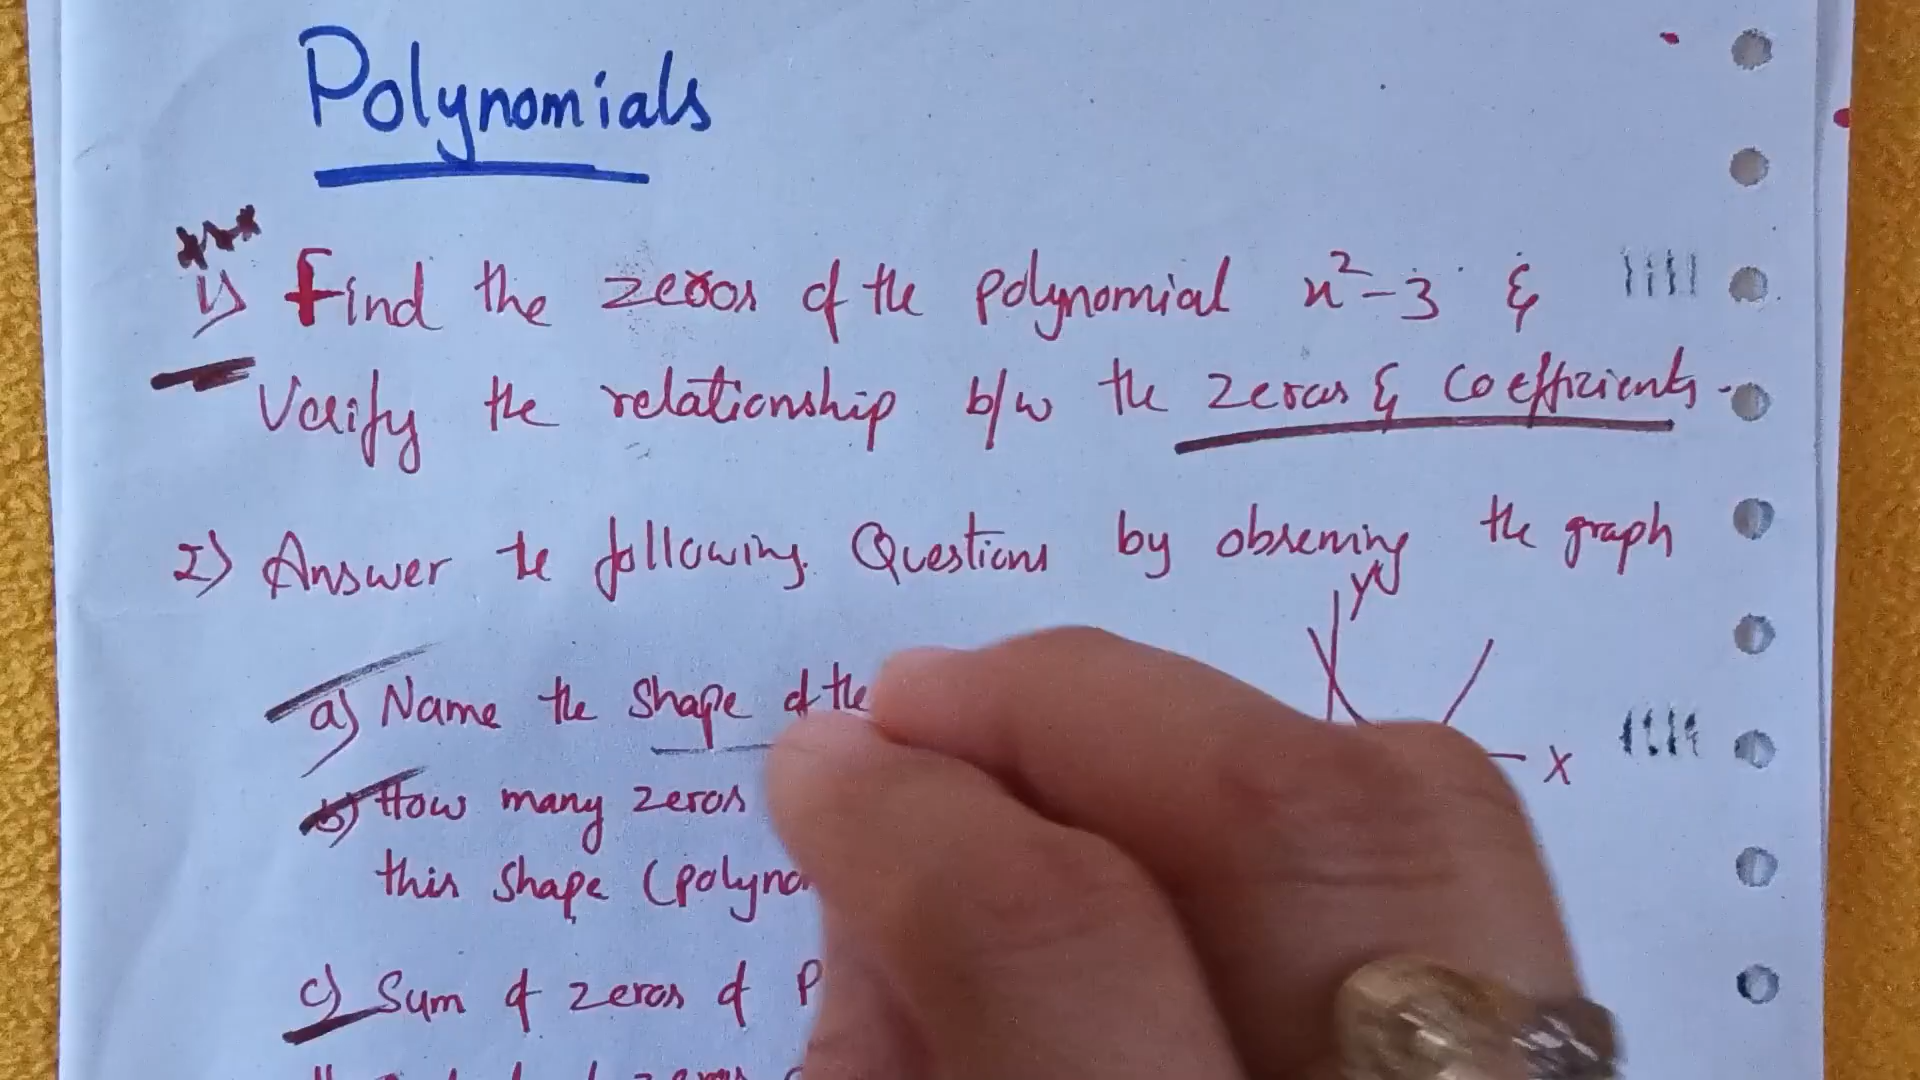 Polynomials
1) Find the zeros of the polynomial x²-3 &
Verify the relationship b/w the zeros & coefficients.
2) Answer the following Questions by observing the graph
y
a) Name the shape of the
x
b) How many zeros
this shape (polyno
c) Sum of zeros of P